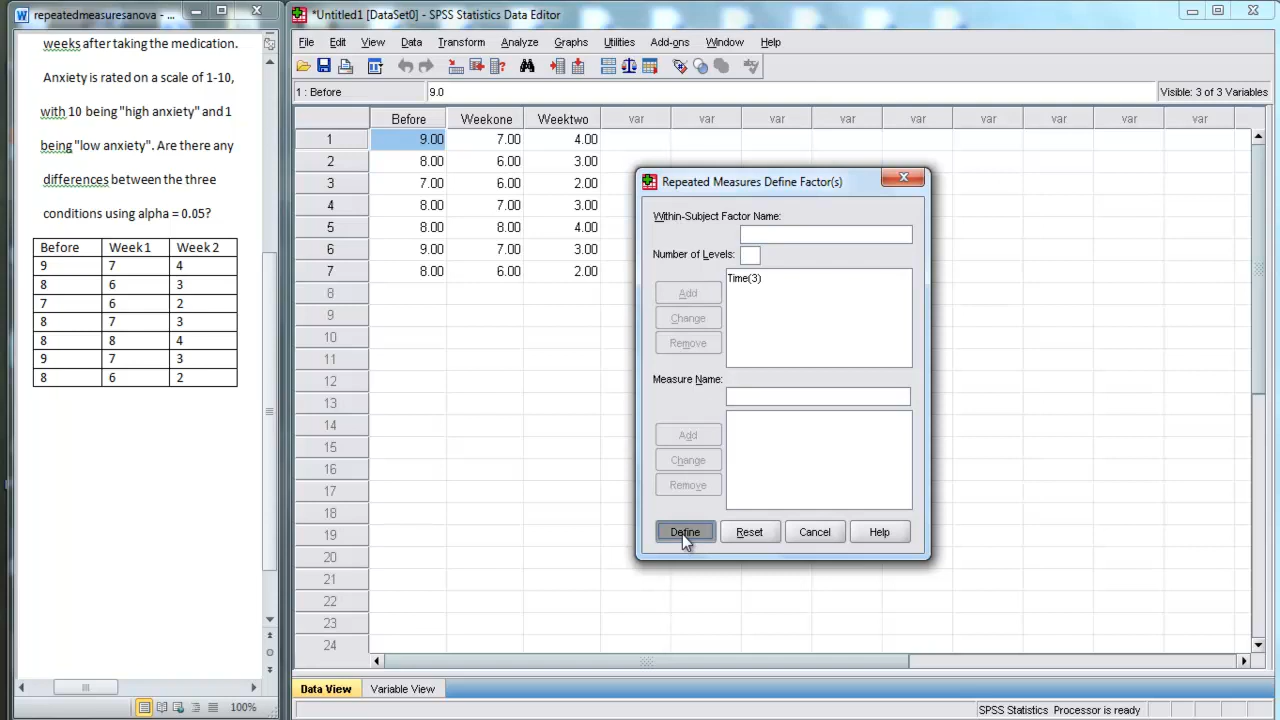 repeatedmeasuresanova - ...
weeks after taking the medication.
Anxiety is rated on a scale of 1-10,
with 10 being "high anxiety" and 1
being "low anxiety". Are there any
differences between the three
conditions using alpha = 0.05?
Before Week 1 Week 2
9 7 4
8 6 3
7 6 2
8 7 3
8 8 4
9 7 3
8 6 2
100%
*Untitled1 [DataSet0] - SPSS Statistics Data Editor
File Edit View Data Transform Analyze Graphs Utilities Add-ons Window Help
1 : Before 9.0 Visible: 3 of 3 Variables
Before Weekone Weektwo var var var var var var var var var
1 9.00 7.00 4.00
2 8.00 6.00 3.00
3 7.00 6.00 2.00
4 8.00 7.00 3.00
5 8.00 8.00 4.00
6 9.00 7.00 3.00
7 8.00 6.00 2.00
8
9
10
11
12
13
14
15
16
17
18
19
20
21
22
23
24
Repeated Measures Define Factor(s)
Within-Subject Factor Name:
Number of Levels:
Time(3)
Add
Change
Remove
Measure Name:
Add
Change
Remove
Define Reset Cancel Help
Data View Variable View
SPSS Statistics Processor is ready